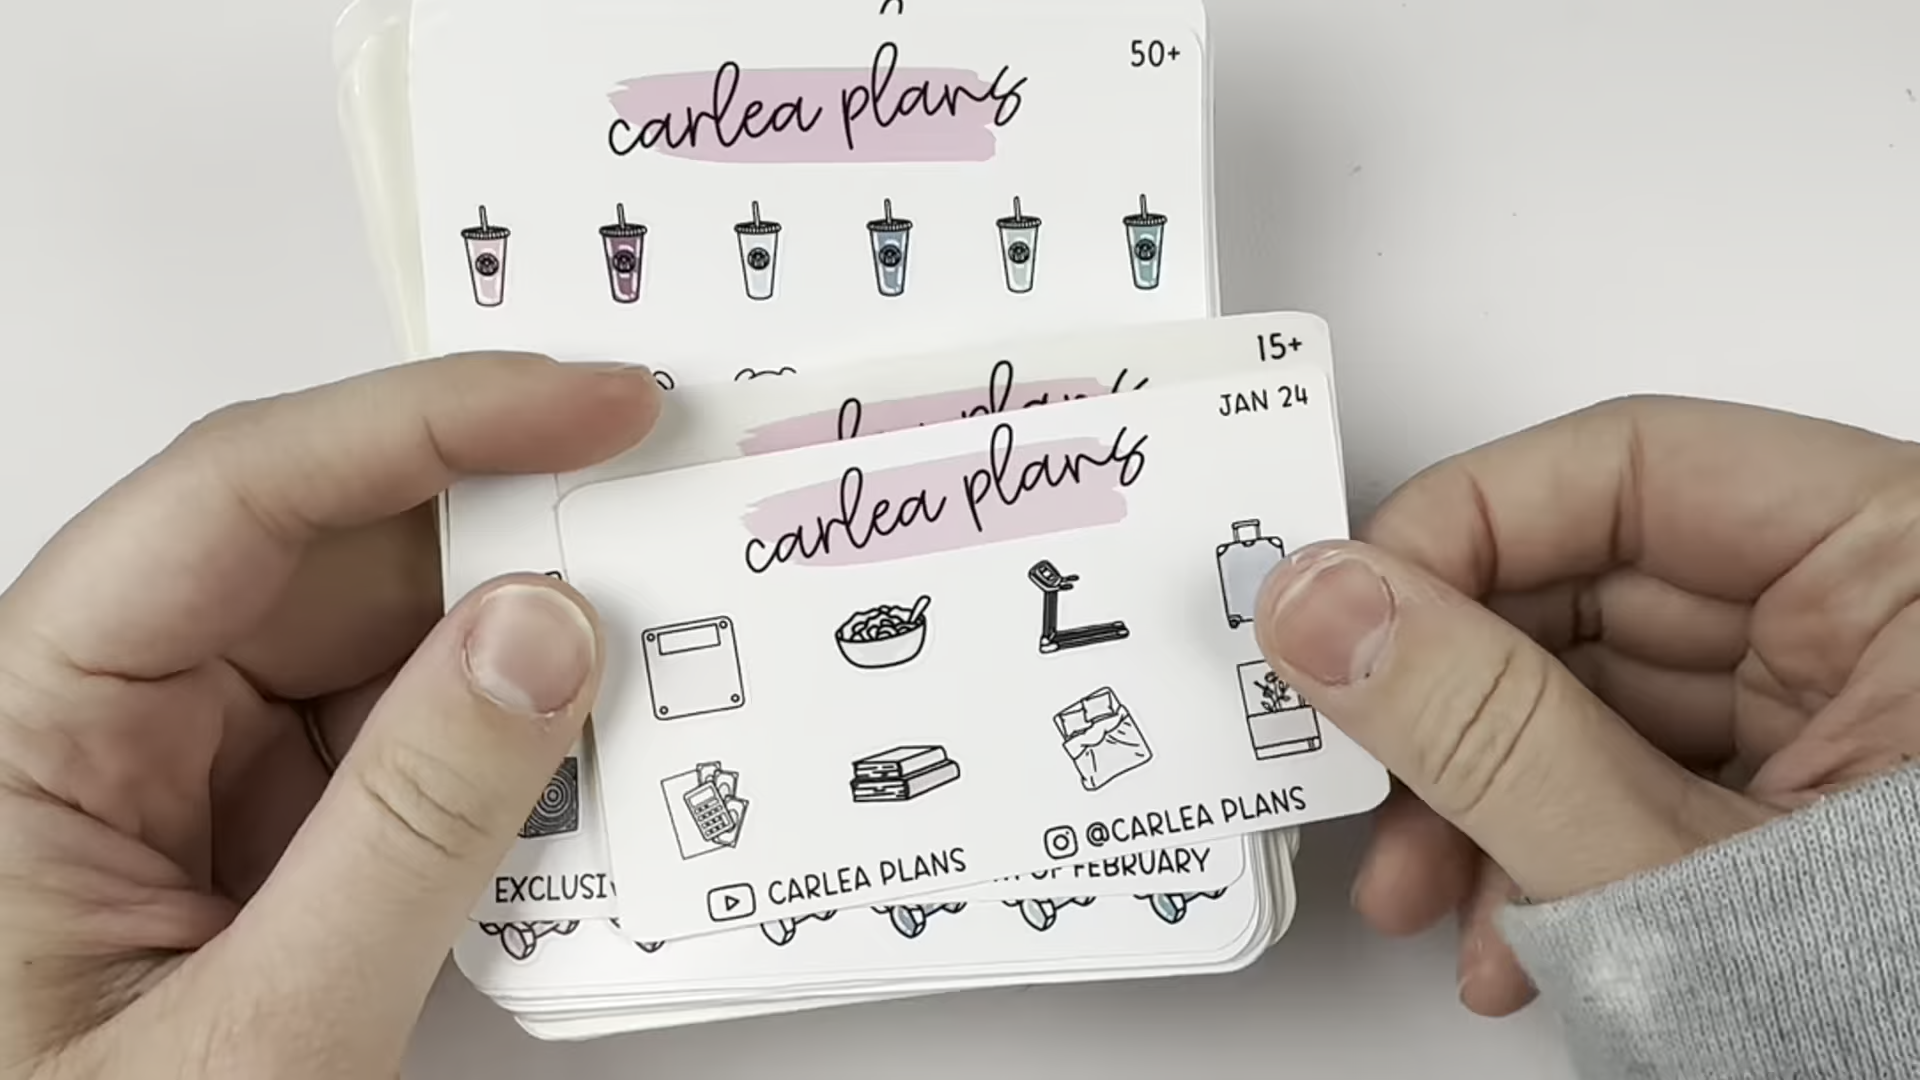 50+
carlea plans
15+
JAN 24
carlea plans
EXCLUSI
CARLEA PLANS
@CARLEA PLANS
OF FEBRUARY